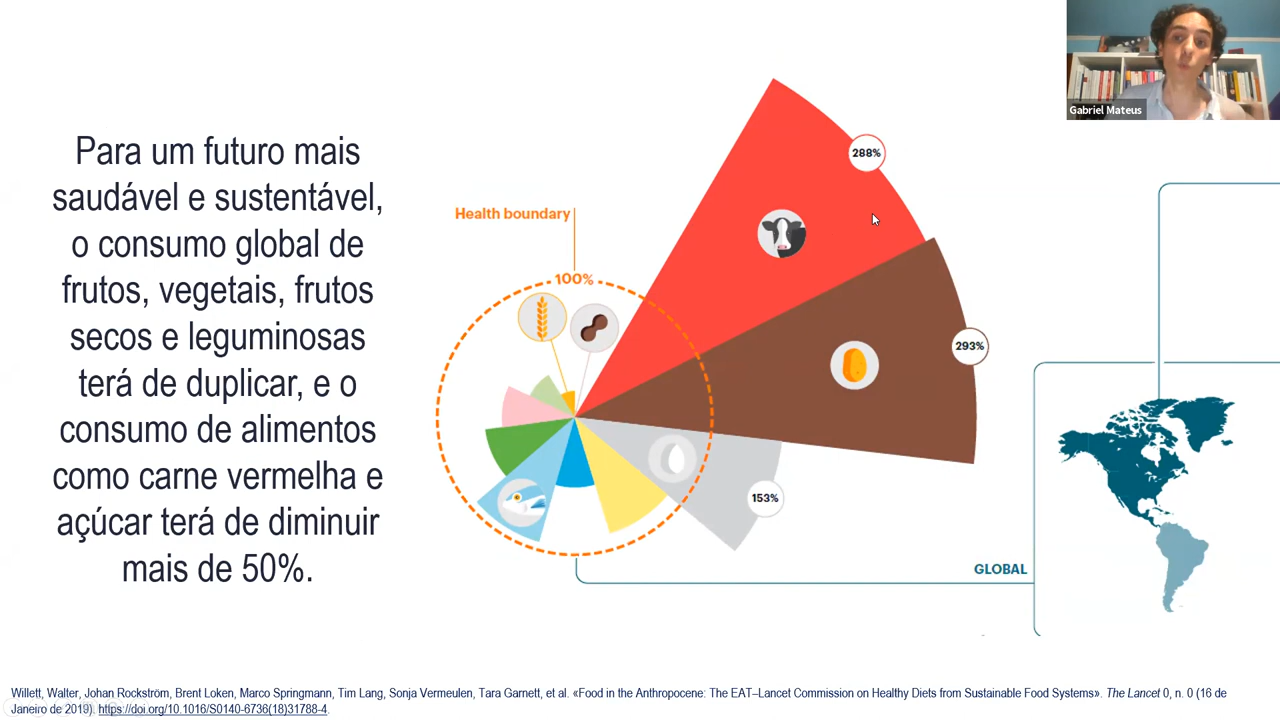 Gabriel Mateus
Para um futuro mais
saudável e sustentável,
o consumo global de
frutos, vegetais, frutos
secos e leguminosas
terá de duplicar, e o
consumo de alimentos
como carne vermelha e
açúcar terá de diminuir
mais de 50%.
Health boundary
100%
288%
293%
153%
GLOBAL
Willett, Walter, Johan Rockström, Brent Loken, Marco Springmann, Tim Lang, Sonja Vermeulen, Tara Garnett, et al. «Food in the Anthropocene: The EAT–Lancet Commission on Healthy Diets from Sustainable Food Systems». The Lancet 0, n. 0 (16 de
Janeiro de 2019). https://doi.org/10.1016/S0140-6736(18)31788-4.